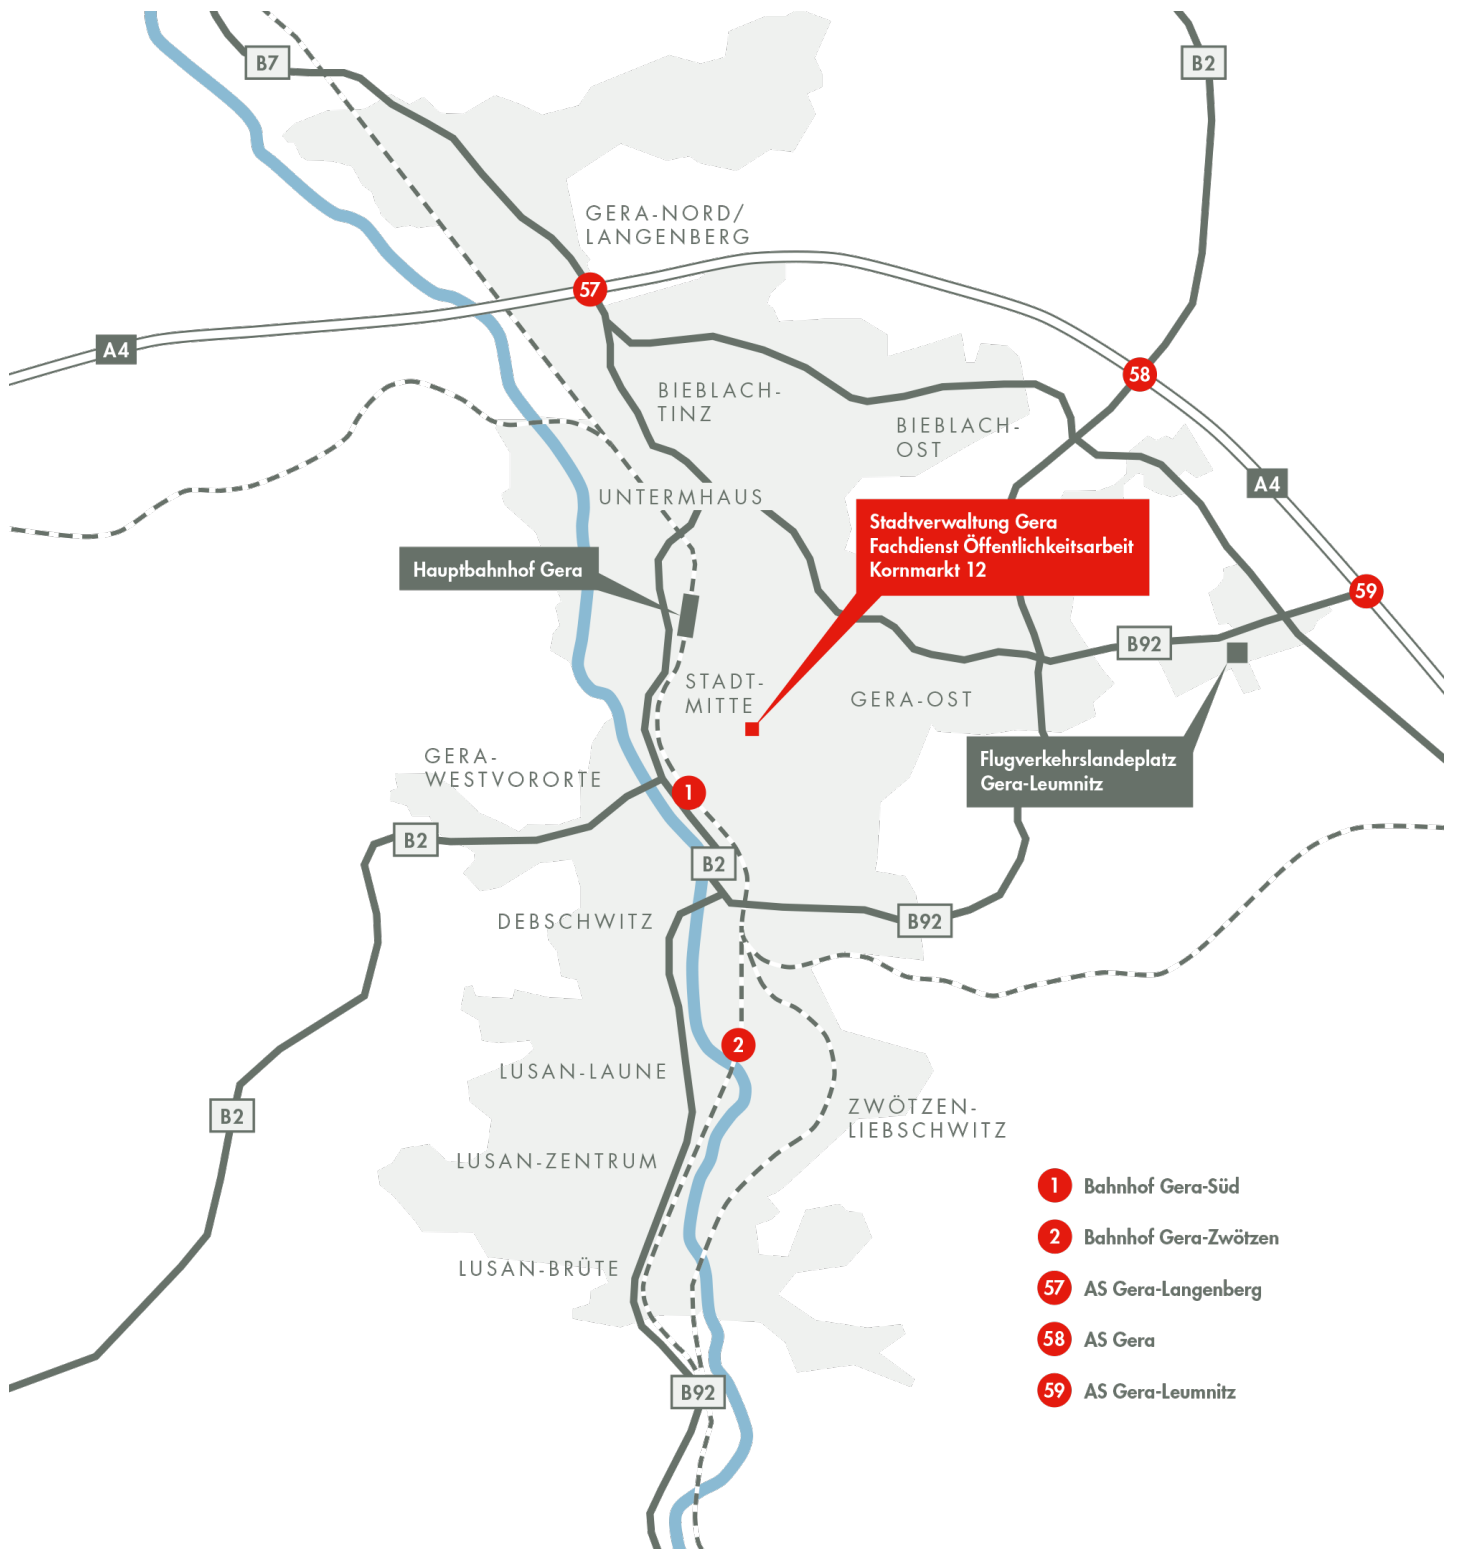 B7
B2
GERA-NORD/
LANGENBERG
57
A4
58
BIEBLACH-
TINZ
BIEBLACH-
OST
A4
UNTERMHAUS
Stadtverwaltung Gera
Fachdienst Öffentlichkeitsarbeit
Kornmarkt 12
Hauptbahnhof Gera
59
B92
STADT-
MITTE
GERA-OST
GERA-
WESTVORORTE
Flugverkehrslandeplatz
Gera-Leumnitz
1
B2
B2
DEBSCHWITZ
B92
2
LUSAN-LAUNE
B2
ZWÖTZEN-
LIEBSCHWITZ
LUSAN-ZENTRUM
LUSAN-BRÜTE
B92
1 Bahnhof Gera-Süd
2 Bahnhof Gera-Zwötzen
57 AS Gera-Langenberg
58 AS Gera
59 AS Gera-Leumnitz